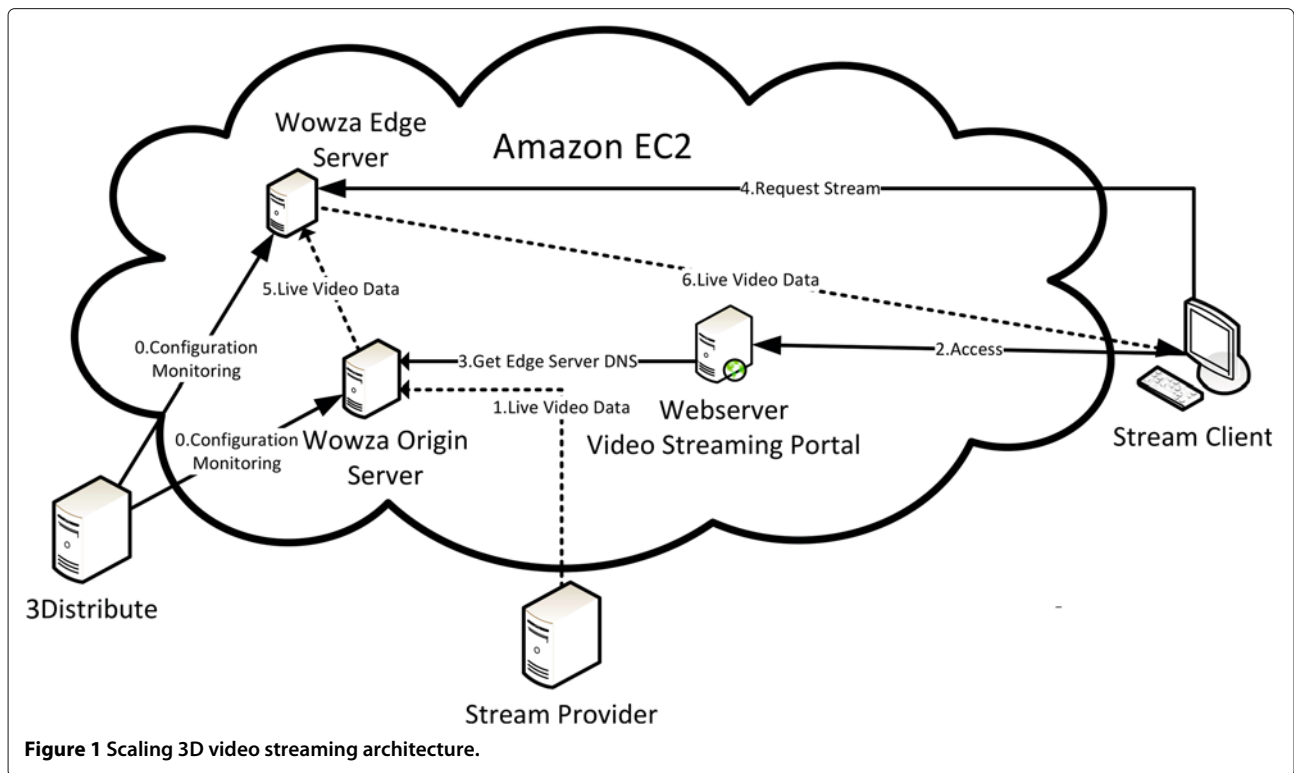 Wowza Edge
Server
Amazon EC2
4.Request Stream
5.Live Video Data
6.Live Video Data
0.Configuration
Monitoring
3.Get Edge Server DNS
2.Access
1.Live Video Data
0.Configuration
Monitoring
Wowza Origin
Server
Webserver
Video Streaming Portal
Stream Client
3Distribute
Stream Provider
Figure 1 Scaling 3D video streaming architecture.